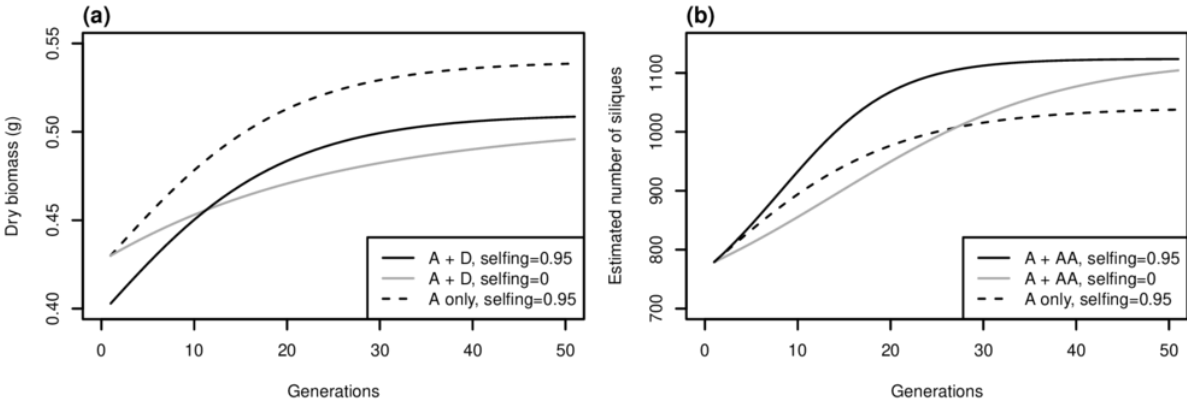 (a)
Dry biomass (g)
0.55
0.50
0.45
0.40
A + D, selfing=0.95
A + D, selfing=0
A only, selfing=0.95
0 10 20 30 40 50
Generations
(b)
Estimated number of siliques
1100
1000
900
800
700
A + AA, selfing=0.95
A + AA, selfing=0
A only, selfing=0.95
0 10 20 30 40 50
Generations